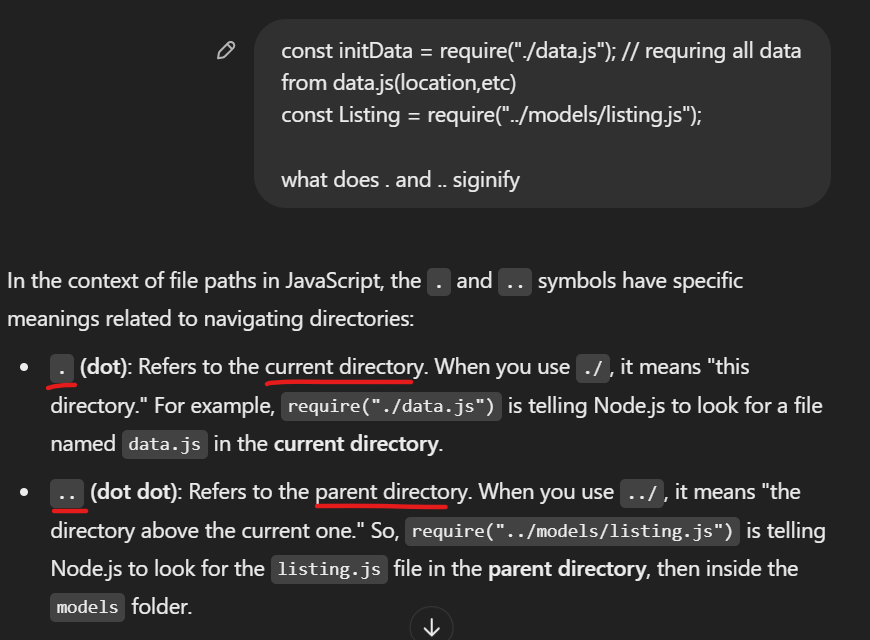 const initData = require("./data.js"); // requring all data
from data.js(location,etc)
const Listing = require("../models/listing.js");
what does . and .. siginify
In the context of file paths in JavaScript, the . and .. symbols have specific
meanings related to navigating directories:
• . (dot): Refers to the current directory. When you use ./, it means "this
directory." For example, require("./data.js") is telling Node.js to look for a file
named data.js in the current directory.
• .. (dot dot): Refers to the parent directory. When you use ../, it means "the
directory above the current one." So, require("../models/listing.js") is telling
Node.js to look for the listing.js file in the parent directory, then inside the
models folder.